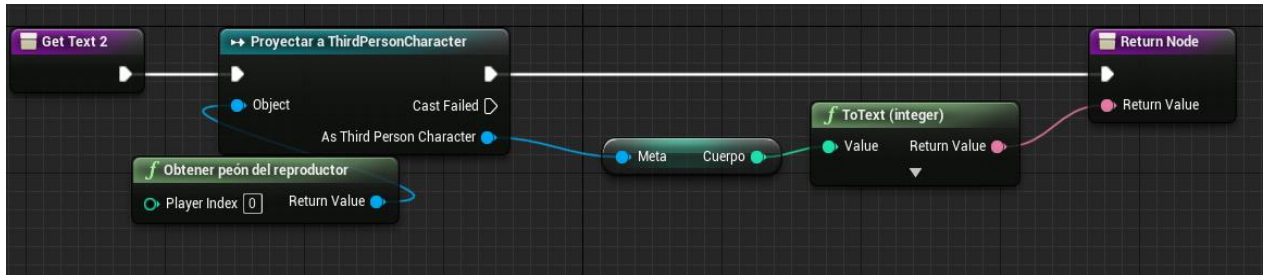 Get Text 2
Proyectar a ThirdPersonCharacter
Object
Cast Failed
As Third Person Character
f Obtener peón del reproductor
Player Index 0
Return Value
Meta
Cuerpo
f ToText (integer)
Value
Return Value
Return Node
Return Value